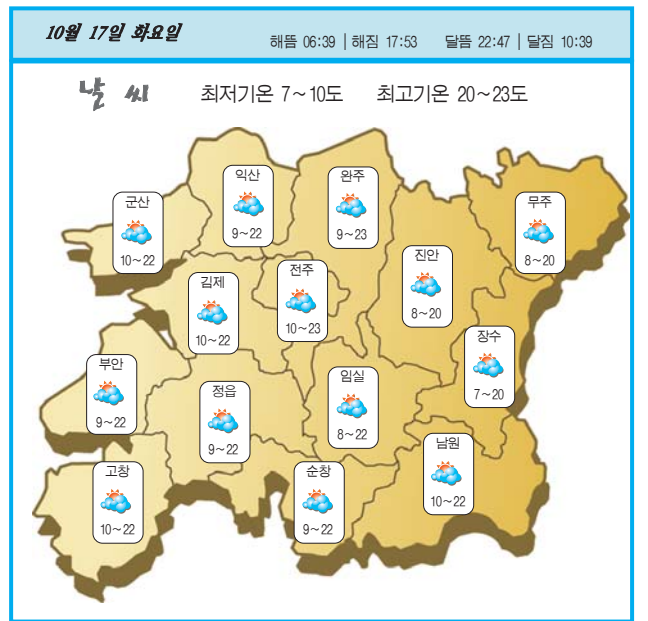 10월 17일 화요일
해뜸 06:39 | 해짐 17:53 달뜸 22:47 | 달짐 10:39
날씨 최저기온 7~10도 최고기온 20~23도
군산
10~22
익산
9~22
완주
9~23
무주
8~20
김제
10~22
전주
10~23
진안
8~20
장수
7~20
부안
9~22
정읍
9~22
임실
8~22
남원
10~22
고창
10~22
순창
9~22